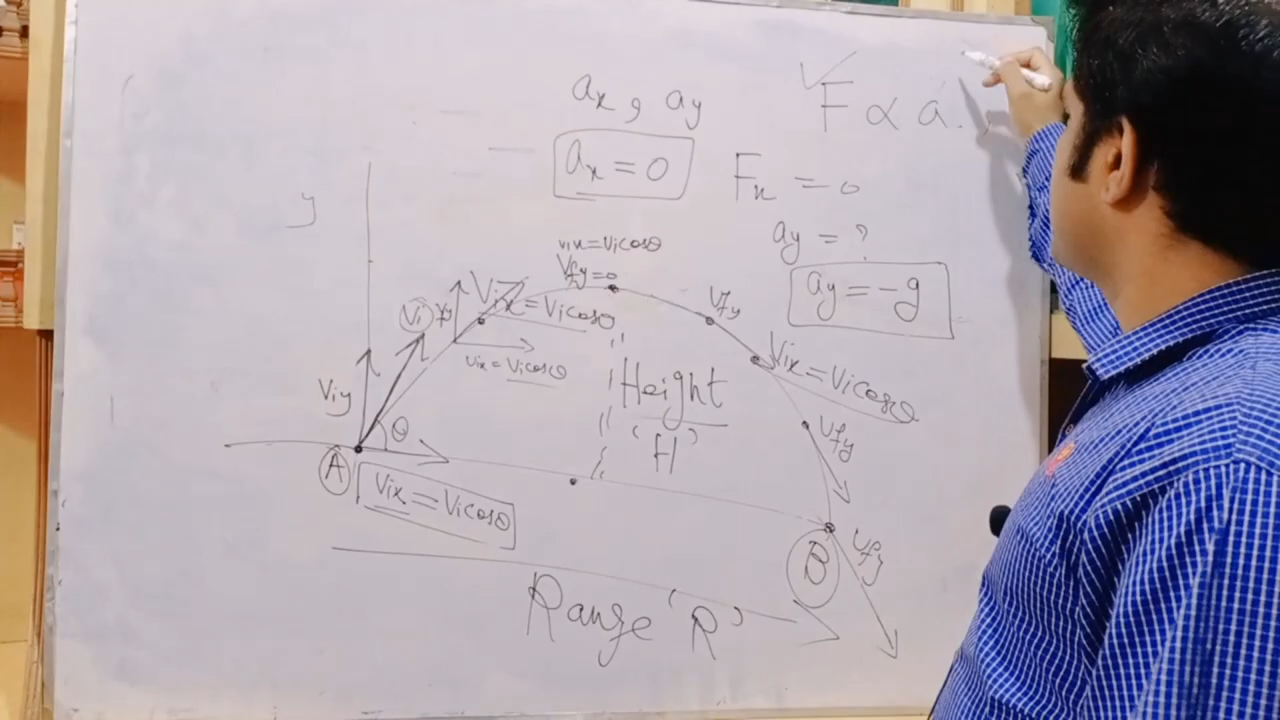 ax , ay
F ∝ a
ax = 0
Fx = 0
y
ay = ?
ay = -g
vix = Vicosθ
Vfy = 0
Vi
Vix = Vicosθ
Vfy
vix = Vicosθ
Vix = Vicosθ
Height
'H'
Viy
θ
Vfy
A
Vix = Vicosθ
B
Vfy
Range 'R'